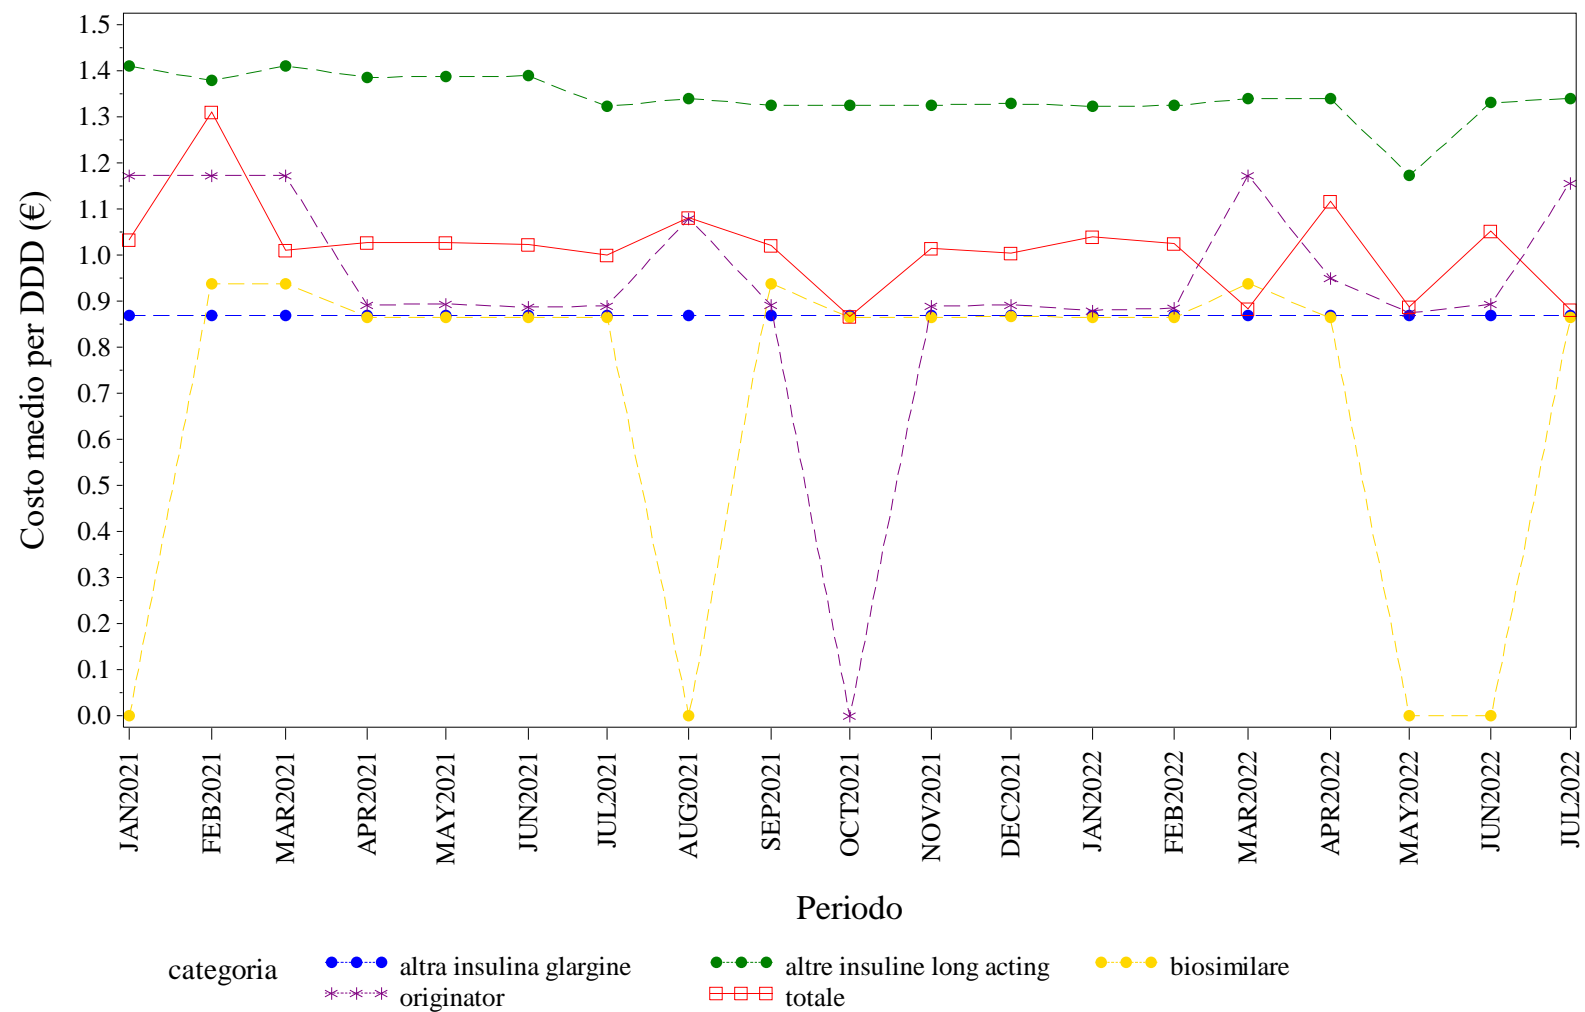 Costo medio per DDD (€)
1.5
1.4
1.3
1.2
1.1
1.0
0.9
0.8
0.7
0.6
0.5
0.4
0.3
0.2
0.1
0.0
JAN2021
FEB2021
MAR2021
APR2021
MAY2021
JUN2021
JUL2021
AUG2021
SEP2021
OCT2021
NOV2021
DEC2021
JAN2022
FEB2022
MAR2022
APR2022
MAY2022
JUN2022
JUL2022
Periodo
categoria
altra insulina glargine
altre insuline long acting
biosimilare
originator
totale